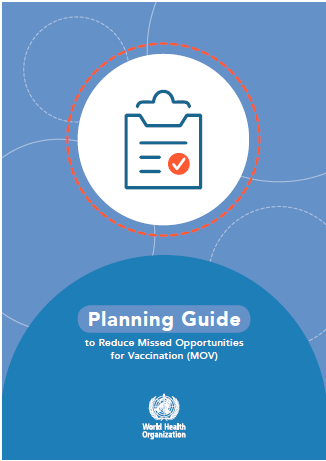 Planning Guide
to Reduce Missed Opportunities
for Vaccination (MOV)
World Health
Organization